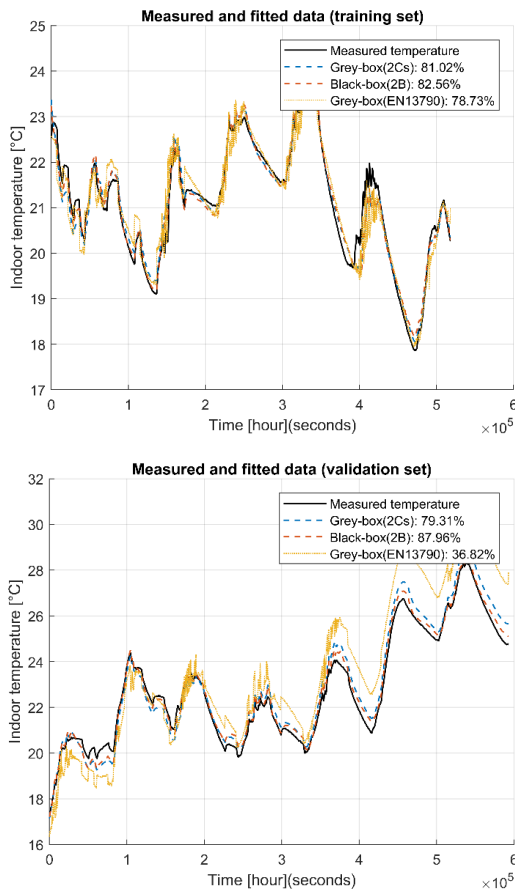 Measured and fitted data (training set)
25
24
23
22
21
20
19
18
17
Indoor temperature [°C]
Measured temperature
Grey-box(2Cs): 81.02%
Black-box(2B): 82.56%
Grey-box(EN13790): 78.73%
0
1
2
3
4
5
6
Time [hour](seconds)
×10⁵
Measured and fitted data (validation set)
32
30
28
26
24
22
20
18
16
Indoor temperature [°C]
Measured temperature
Grey-box(2Cs): 79.31%
Black-box(2B): 87.96%
Grey-box(EN13790): 36.82%
0
1
2
3
4
5
6
Time [hour](seconds)
×10⁵